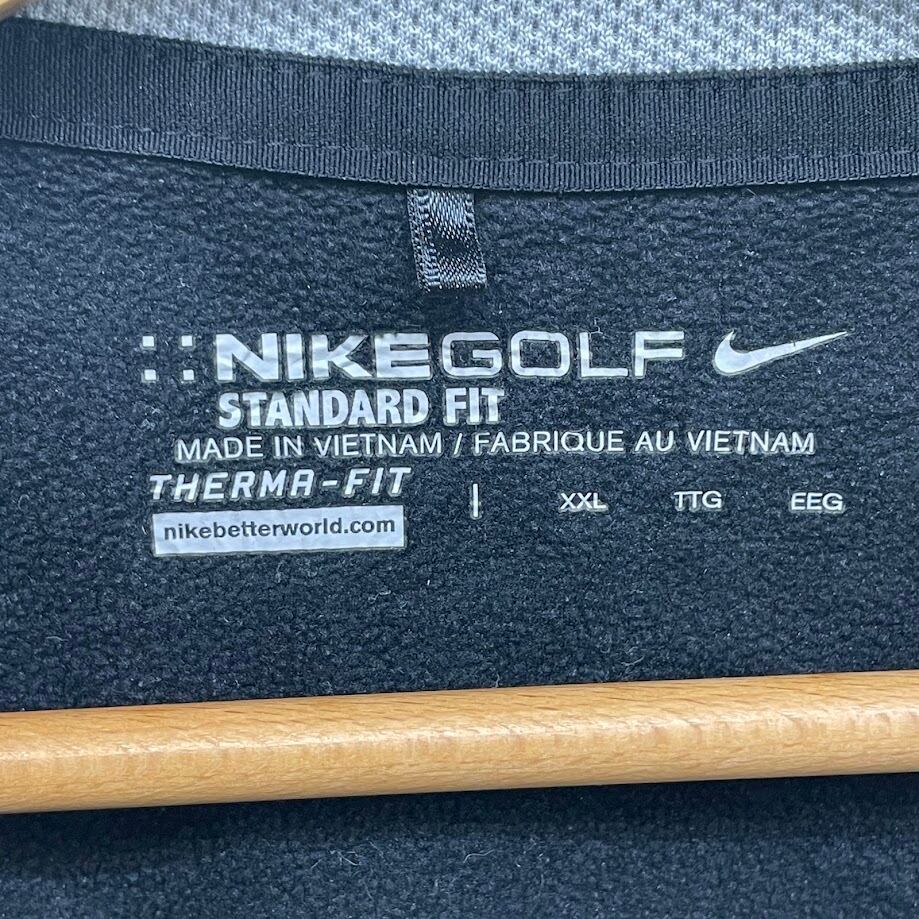 NIKEGOLF
STANDARD FIT
MADE IN VIETNAM / FABRIQUE AU VIETNAM
THERMA-FIT | XXL TTG EEG
nikebetterworld.com